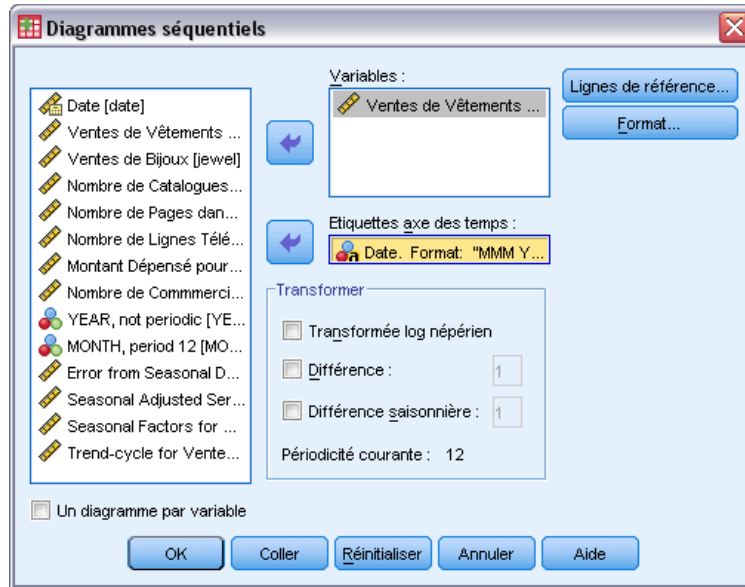 Diagrammes séquentiels
Date [date]
Ventes de Vêtements ...
Ventes de Bijoux [jewel]
Nombre de Catalogues...
Nombre de Pages dan...
Nombre de Lignes Télé...
Montant Dépensé pour...
Nombre de Commmerci...
YEAR, not periodic [YE...
MONTH, period 12 [MO...
Error from Seasonal D...
Seasonal Adjusted Ser...
Seasonal Factors for ...
Trend-cycle for Vente...
Un diagramme par variable
Variables :
Ventes de Vêtements ...
Etiquettes axe des temps :
Date. Format: "MMM Y...
Transformer
Transformée log népérien
Différence : 1
Différence saisonnière : 1
Périodicité courante : 12
Lignes de référence...
Format...
OK Coller Réinitialiser Annuler Aide